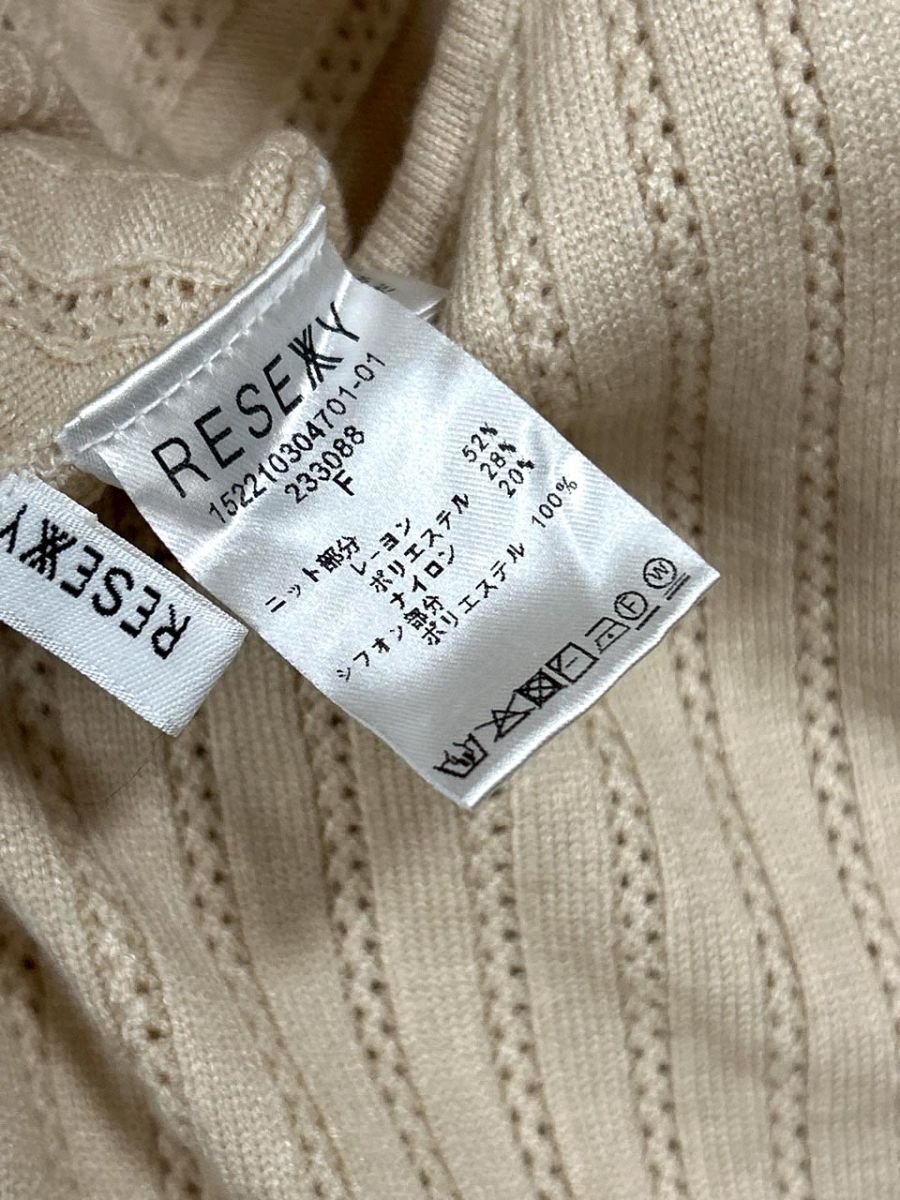 RESEXXY
152210304701-01
233088
F
ニット部分
レーヨン 52%
ポリエステル 28%
ナイロン 20%
シフォン部分
ポリエステル 100%
F W
RESEXXY